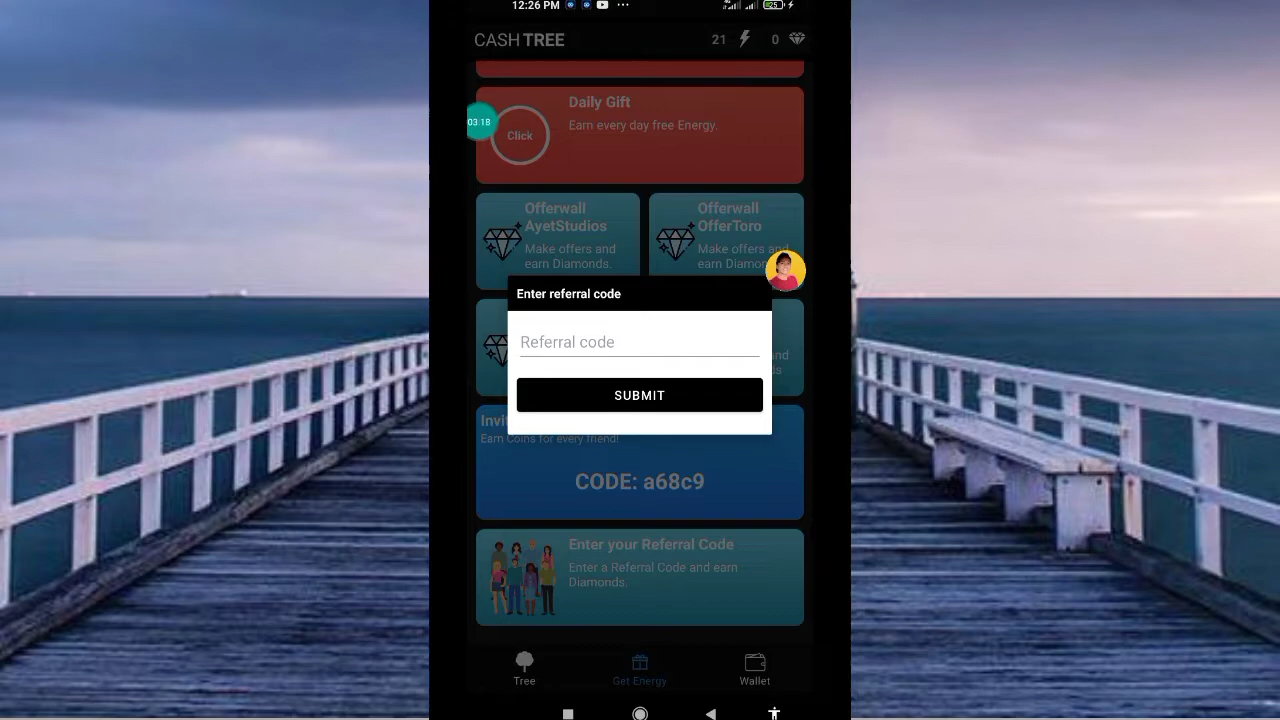 12:26 PM
25
CASH TREE
21
0
Daily Gift
Earn every day free Energy.
03:18
Click
Offerwall
AyetStudios
Make offers and
earn Diamonds.
Offerwall
OfferToro
Make offers and
earn
Enter referral code
Referral code
SUBMIT
Earn Coins for every friend!
CODE: a68c9
Enter your Referral Code
Enter a Referral Code and earn
Diamonds.
Tree
Get Energy
Wallet